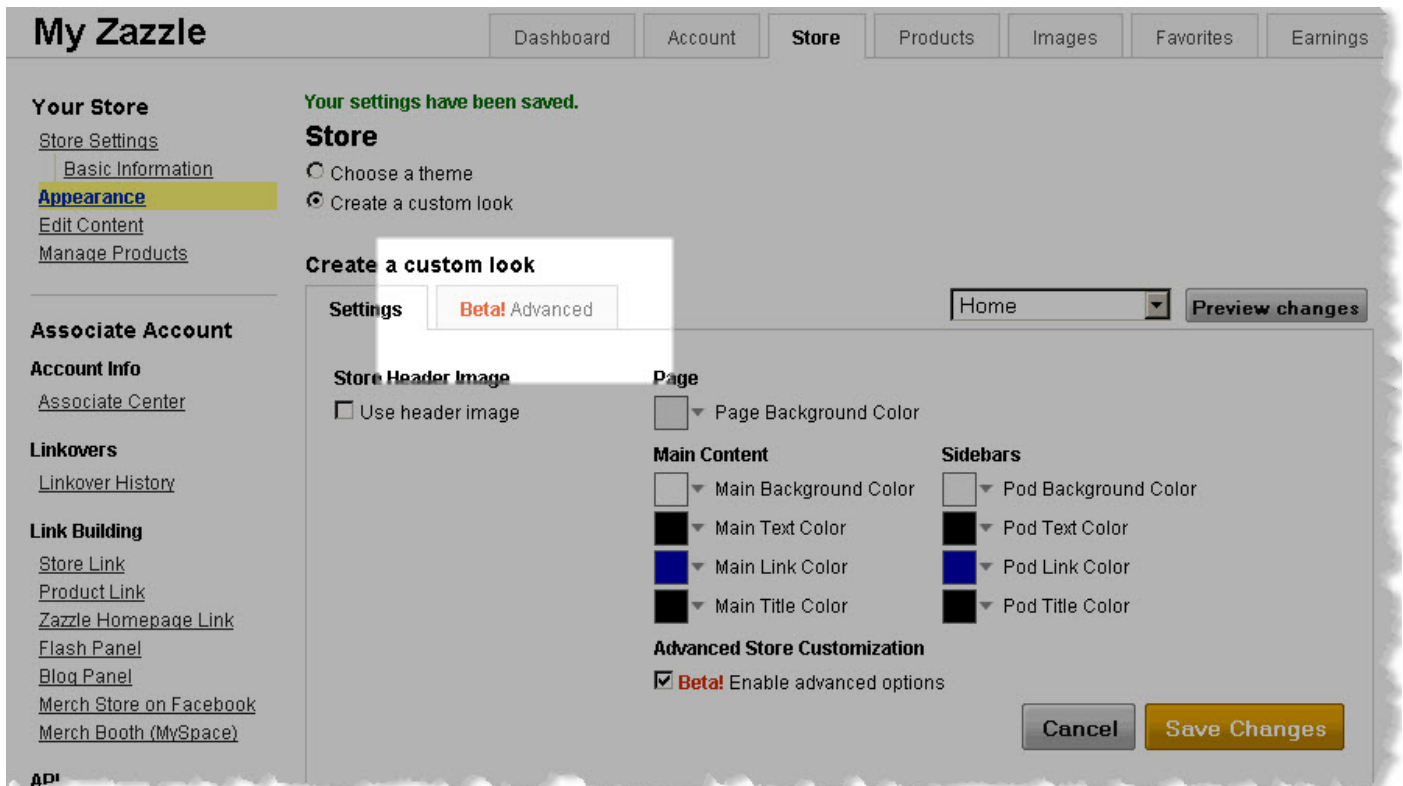 My Zazzle
Dashboard Account Store Products Images Favorites Earnings
Your Store
Store Settings
Basic Information
Appearance
Edit Content
Manage Products
Associate Account
Account Info
Associate Center
Linkovers
Linkover History
Link Building
Store Link
Product Link
Zazzle Homepage Link
Flash Panel
Blog Panel
Merch Store on Facebook
Merch Booth (MySpace)
API
Your settings have been saved.
Store
Choose a theme
Create a custom look
Create a custom look
Settings Beta! Advanced
Home Preview changes
Store Header Image
Use header image
Page
Page Background Color
Main Content
Main Background Color
Main Text Color
Main Link Color
Main Title Color
Sidebars
Pod Background Color
Pod Text Color
Pod Link Color
Pod Title Color
Advanced Store Customization
Beta! Enable advanced options
Cancel Save Changes